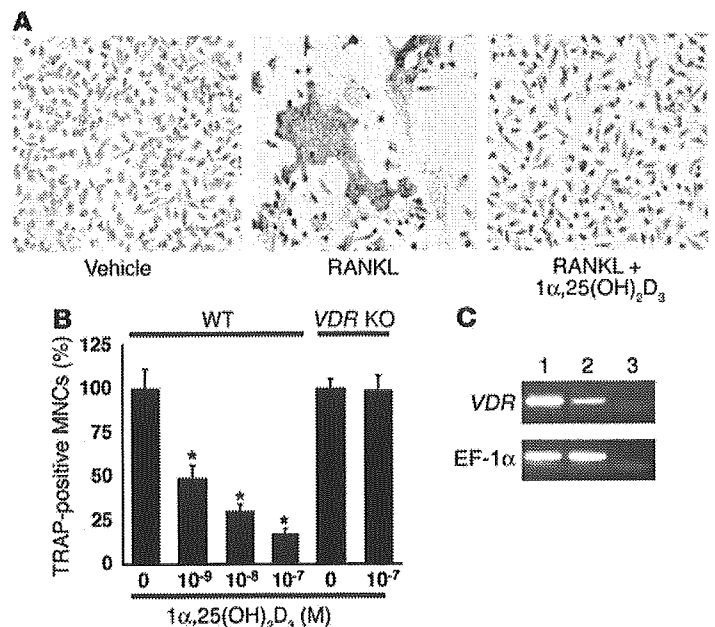 A
Vehicle
RANKL
RANKL +
1α,25(OH)₂D₃
B
WT
VDR KO
TRAP-positive MNCs (%)
125
100
75
50
25
0
*
*
*
0
10⁻⁹
10⁻⁸
10⁻⁷
0
10⁻⁷
1α,25(OH)₂D₃ (M)
C
1 2 3
VDR
EF-1α